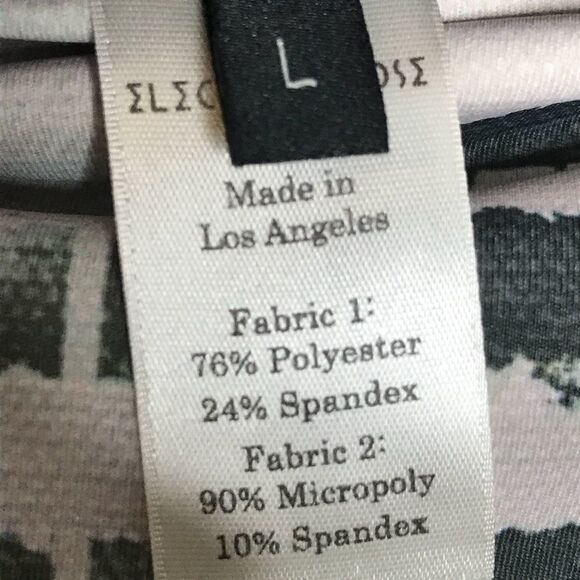 L
Made in
Los Angeles
Fabric 1:
76% Polyester
24% Spandex
Fabric 2:
90% Micropoly
10% Spandex